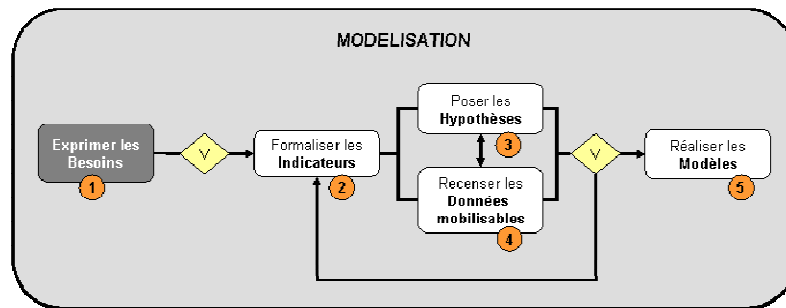 MODELISATION
Exprimer les
Besoins
1
V
Formaliser les
Indicateurs
2
Poser les
Hypothèses
3
Recenser les
Données
mobilisables
4
V
Réaliser les
Modèles
5